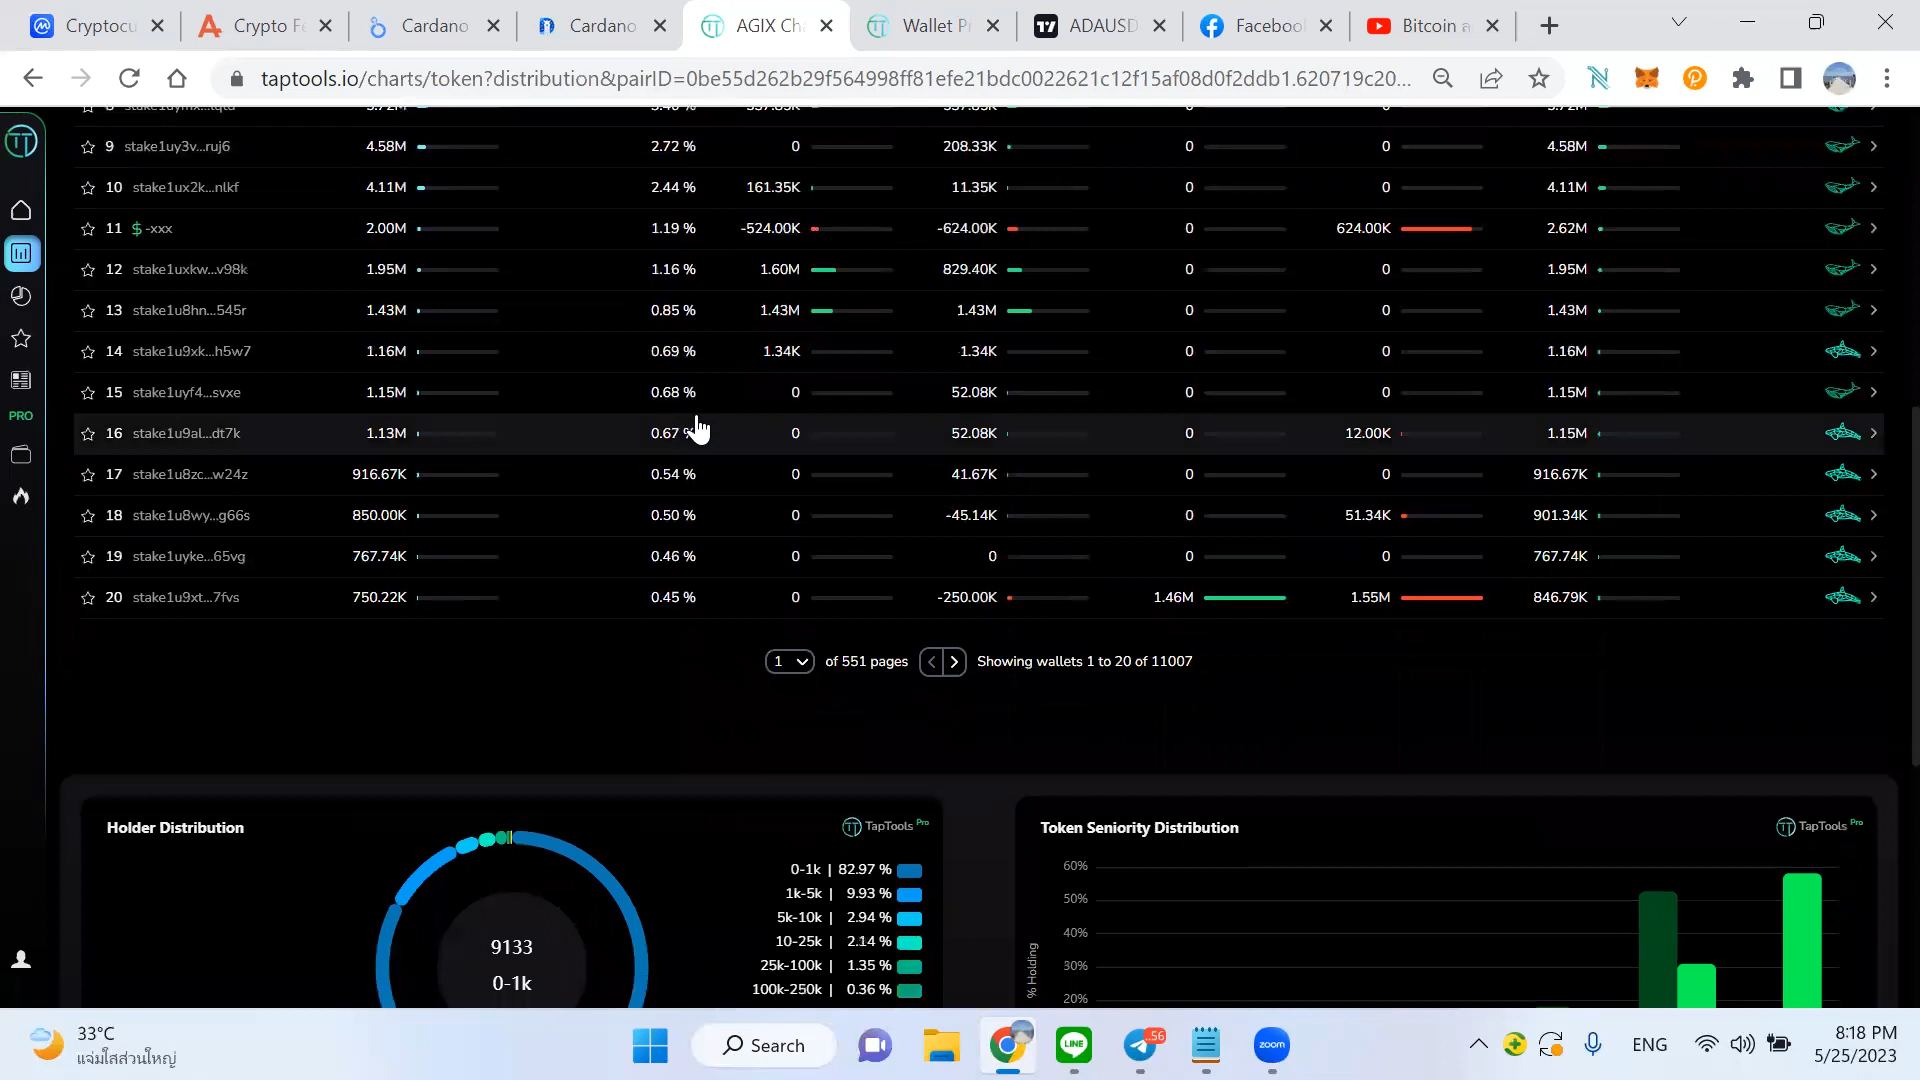 Cryptocu
Crypto Fe
Cardano
Cardano
AGIX Ch
Wallet P
ADAUSD
Facebook
Bitcoin a
taptools.io/charts/token?distribution&pairID=0be55d262b29f564998ff81efe21bdc0022621c12f15af08d0f2ddb1.620719c20...
9 stake1uy3v...ruj6 4.58M 2.72 % 0 208.33K 0 0 4.58M
10 stake1ux2k...nlkf 4.11M 2.44 % 161.35K 11.35K 0 0 4.11M
11 $-xxx 2.00M 1.19 % -524.00K -624.00K 0 624.00K 2.62M
12 stake1uxkw...v98k 1.95M 1.16 % 1.60M 829.40K 0 0 1.95M
13 stake1u8hn...545r 1.43M 0.85 % 1.43M 1.43M 0 0 1.43M
14 stake1u9xk...h5w7 1.16M 0.69 % 1.34K 1.34K 0 0 1.16M
15 stake1uyf4...svxe 1.15M 0.68 % 0 52.08K 0 0 1.15M
16 stake1u9al...dt7k 1.13M 0.67 % 0 52.08K 0 12.00K 1.15M
17 stake1u8zc...w24z 916.67K 0.54 % 0 41.67K 0 0 916.67K
18 stake1u8wy...g66s 850.00K 0.50 % 0 -45.14K 0 51.34K 901.34K
19 stake1uyke...65vg 767.74K 0.46 % 0 0 0 0 767.74K
20 stake1u9xt...7fvs 750.22K 0.45 % 0 -250.00K 1.46M 1.55M 846.79K
PRO
1 of 551 pages Showing wallets 1 to 20 of 11007
Holder Distribution
TapTools Pro
9133
0-1k
0-1k | 82.97 %
1k-5k | 9.93 %
5k-10k | 2.94 %
10-25k | 2.14 %
25k-100k | 1.35 %
100k-250k | 0.36 %
Token Seniority Distribution
TapTools Pro
60%
50%
40%
30%
20%
% Holding
33°C
แจ่มใสส่วนใหญ่
Search
LINE
56
zoom
ENG
8:18 PM
5/25/2023